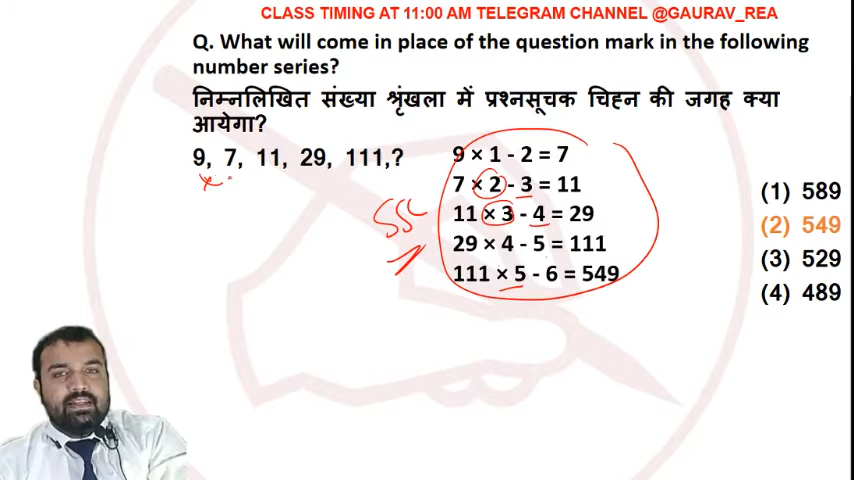 CLASS TIMING AT 11:00 AM TELEGRAM CHANNEL @GAURAV_REA
Q. What will come in place of the question mark in the following
number series?
निम्नलिखित संख्या श्रृंखला में प्रश्नसूचक चिह्न की जगह क्या
आयेगा?
9, 7, 11, 29, 111,?
9 × 1 - 2 = 7
7 × 2 - 3 = 11
11 × 3 - 4 = 29
29 × 4 - 5 = 111
111 × 5 - 6 = 549
SSC
(1) 589
(2) 549
(3) 529
(4) 489